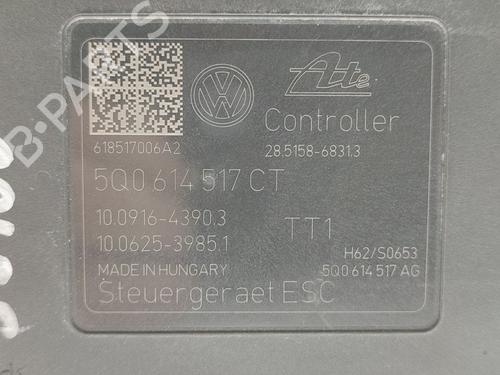 B-PARTS
Ate
Controller
618517006A2
28.5158-6831.3
5Q0 614 517 CT
10.0916-4390.3
10.0625-3985.1
TT1
H62/S0653
MADE IN HUNGARY
5Q0 614 517 AG
Steuergeraet ESC